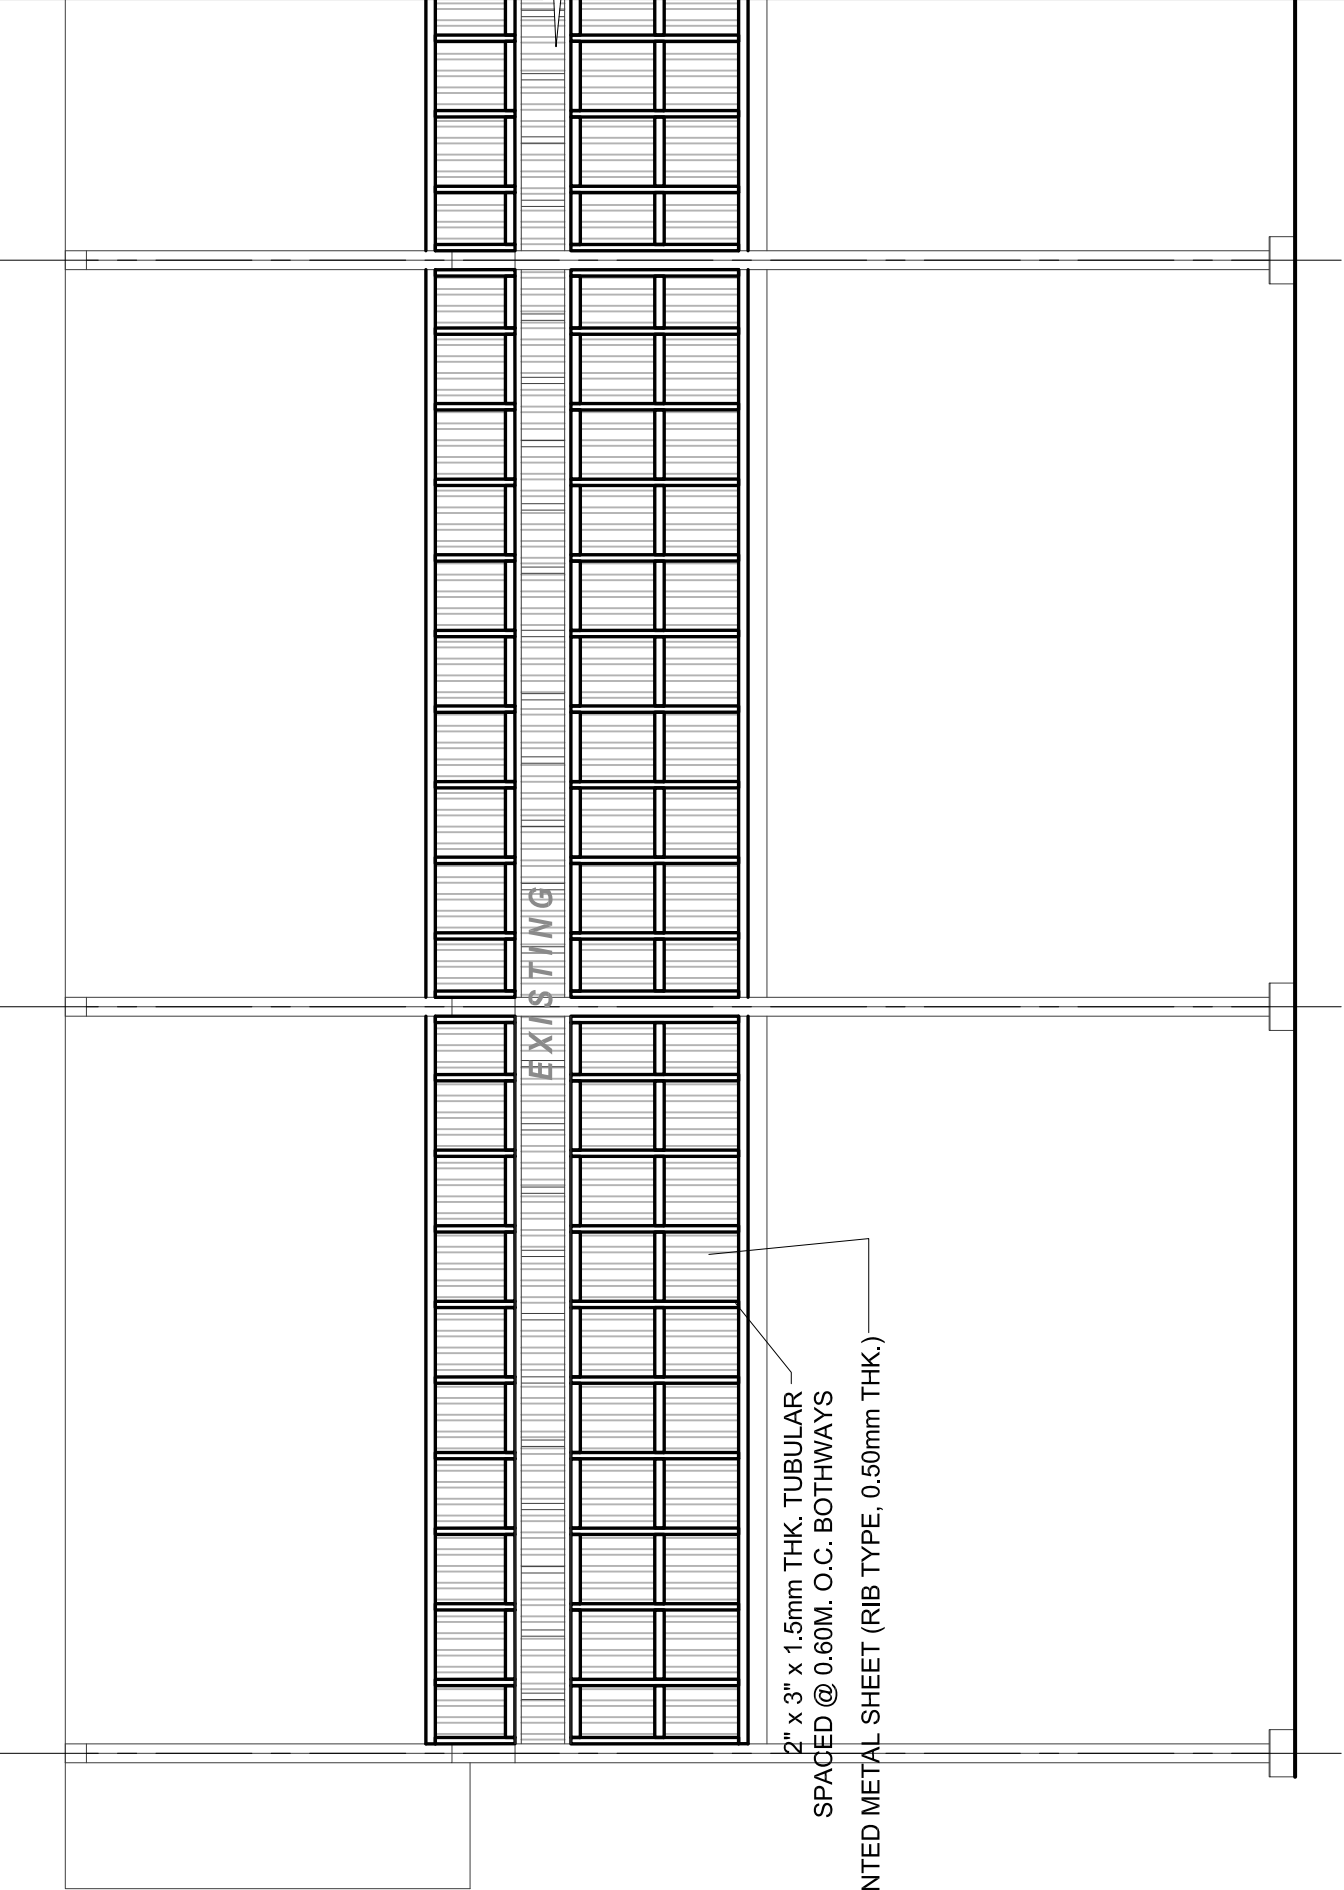 EXISTING
2" x 3" x 1.5mm THK. TUBULAR
SPACED @ 0.60M. O.C. BOTHWAYS
NTED METAL SHEET (RIB TYPE, 0.50mm THK.)